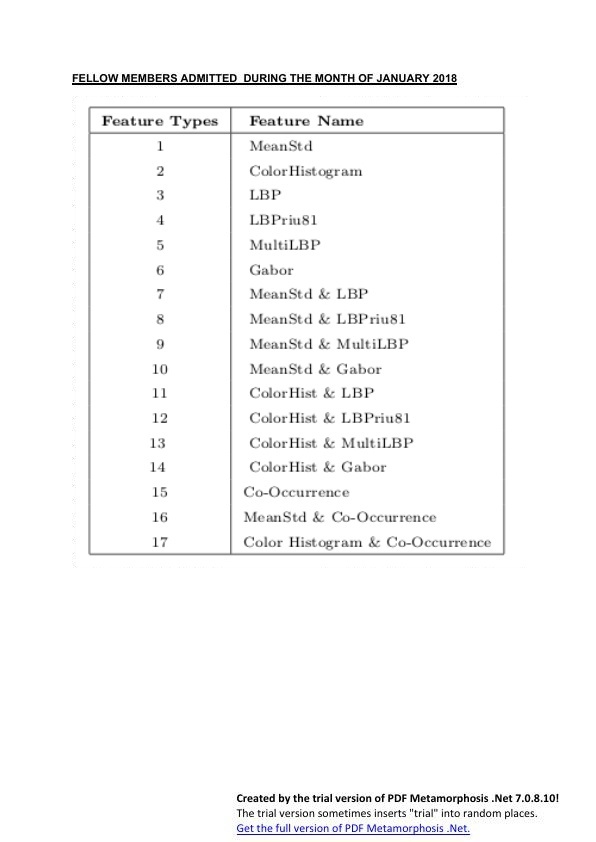 FELLOW MEMBERS ADMITTED DURING THE MONTH OF JANUARY 2018
Feature Types Feature Name
1 MeanStd
2 ColorHistogram
3 LBP
4 LBPriu81
5 MultiLBP
6 Gabor
7 MeanStd & LBP
8 MeanStd & LBPriu81
9 MeanStd & MultiLBP
10 MeanStd & Gabor
11 ColorHist & LBP
12 ColorHist & LBPriu81
13 ColorHist & MultiLBP
14 ColorHist & Gabor
15 Co-Occurrence
16 MeanStd & Co-Occurrence
17 Color Histogram & Co-Occurrence
Created by the trial version of PDF Metamorphosis .Net 7.0.8.10!
The trial version sometimes inserts "trial" into random places.
Get the full version of PDF Metamorphosis .Net.